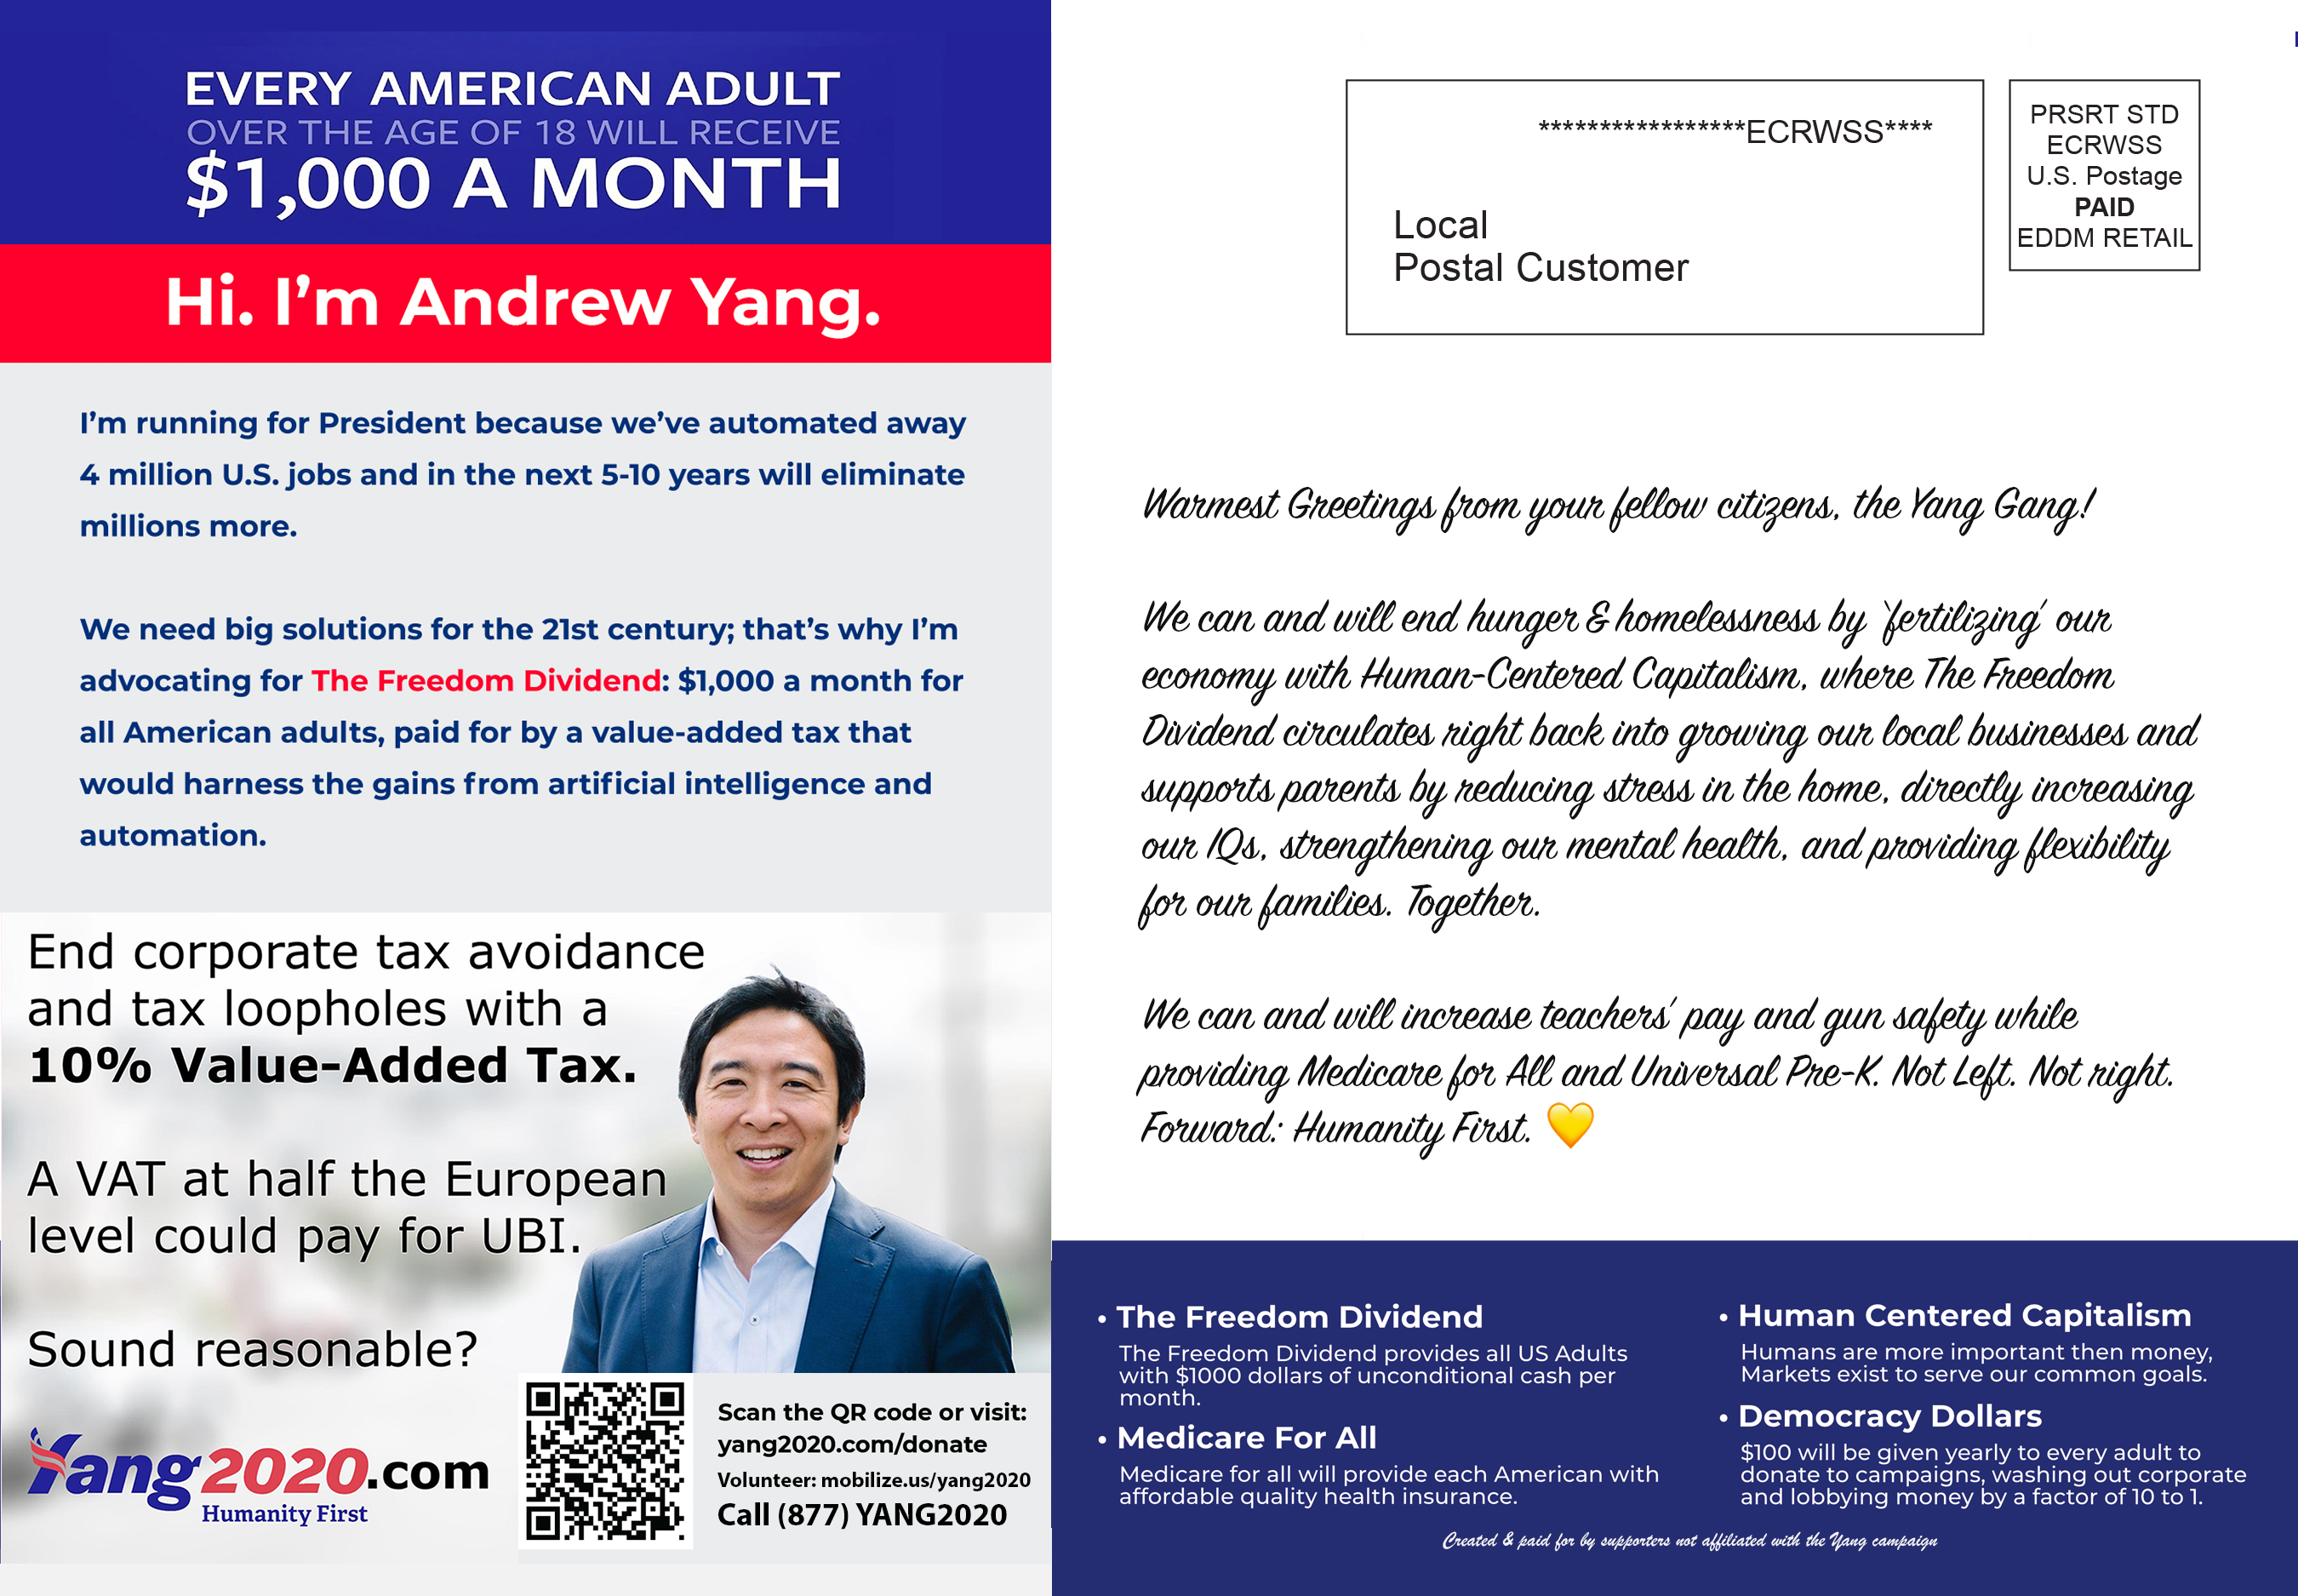 EVERY AMERICAN ADULT
OVER THE AGE OF 18 WILL RECEIVE
$1,000 A MONTH
Hi. I’m Andrew Yang.
I’m running for President because we’ve automated away
4 million U.S. jobs and in the next 5-10 years will eliminate
millions more.
We need big solutions for the 21st century; that’s why I’m
advocating for The Freedom Dividend: $1,000 a month for
all American adults, paid for by a value-added tax that
would harness the gains from artificial intelligence and
automation.
End corporate tax avoidance
and tax loopholes with a
10% Value-Added Tax.
A VAT at half the European
level could pay for UBI.
Sound reasonable?
Yang2020.com
Humanity First
Scan the QR code or visit:
yang2020.com/donate
Volunteer: mobilize.us/yang2020
Call (877) YANG2020
*****************ECRWSS****
Local
Postal Customer
PRSRT STD
ECRWSS
U.S. Postage
PAID
EDDM RETAIL
Warmest Greetings from your fellow citizens, the Yang Gang!
We can and will end hunger & homelessness by ‘fertilizing’ our
economy with Human-Centered Capitalism, where The Freedom
Dividend circulates right back into growing our local businesses and
supports parents by reducing stress in the home, directly increasing
our IQs, strengthening our mental health, and providing flexibility
for our families. Together.
We can and will increase teachers’ pay and gun safety while
providing Medicare for All and Universal Pre-K. Not Left. Not right.
Forward: Humanity First. 💛
• The Freedom Dividend
The Freedom Dividend provides all US Adults
with $1000 dollars of unconditional cash per
month.
• Medicare For All
Medicare for all will provide each American with
affordable quality health insurance.
• Human Centered Capitalism
Humans are more important then money,
Markets exist to serve our common goals.
• Democracy Dollars
$100 will be given yearly to every adult to
donate to campaigns, washing out corporate
and lobbying money by a factor of 10 to 1.
Created & paid for by supporters not affiliated with the Yang campaign